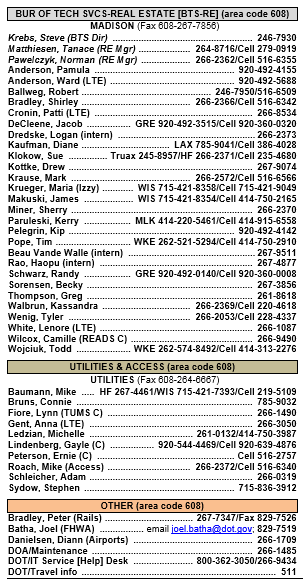 BUR OF TECH SVCS-REAL ESTATE [BTS-RE] (area code 608)
MADISON (Fax 608-267-7856)
Krebs, Steve (BTS Dir) ........ 246-7930
Matthiesen, Tanace (RE Mgr) ........ 264-8716/Cell 279-0919
Pawelczyk, Norman (RE Mgr) ........ 266-2362/Cell 516-6355
Anderson, Pamula ........ 920-492-4155
Anderson, Ward (LTE) ........ 920-492-5688
Ballweg, Robert ........ 246-7950/516-6509
Bradley, Shirley ........ 266-2366/Cell 516-6342
Cronin, Patti (LTE) ........ 266-8534
DeCleene, Jacob ........ GRE 920-492-3515/Cell 920-360-0320
Dredske, Logan (intern) ........ 266-2373
Kaufman, Diane ........ LAX 785-9041/Cell 386-4028
Klokow, Sue ........ Truax 245-8957/HF 266-2371/Cell 235-4680
Kottke, Drew ........ 267-9074
Krause, Mark ........ 266-2572/Cell 516-6566
Krueger, Maria (Izzy) ........ WIS 715-421-8358/Cell 715-421-9049
Makuski, James ........ WIS 715-421-8354/Cell 414-750-2165
Miner, Sherry ........ 266-2370
Paruleski, Kerry ........ MLK 414-220-5461/Cell 414-915-6558
Pelegrin, Kip ........ 920-492-4142
Pope, Tim ........ WKE 262-521-5294/Cell 414-750-2910
Beau Vande Walle (intern) ........ 267-9511
Rao, Haopu (intern) ........ 267-4877
Schwarz, Randy ........ GRE 920-492-0140/Cell 920-360-0008
Sorensen, Becky ........ 267-3856
Thompson, Greg ........ 261-8618
Walbrun, Kassandra ........ 266-2369/Cell 220-4618
Wenig, Tyler ........ 266-2053/Cell 228-4337
White, Lenore (LTE) ........ 266-1087
Wilcox, Camille (READS C) ........ 266-9490
Wojciuk, Todd ........ WKE 262-574-8492/Cell 414-313-2276
UTILITIES & ACCESS (area code 608)
UTILITIES (Fax 608-264-6667)
Baumann, Mike ..... HF 267-4461/WIS 715-421-7393/Cell 219-5109
Bruns, Connie ........ 785-9032
Fiore, Lynn (TUMS C) ........ 266-1490
Gent, Anna (LTE) ........ 266-3050
Ledzian, Michelle ........ 261-0132/414-750-3987
Lindenberg, Gayle (C) ........ 920-544-4469/Cell 920-639-4876
Peterson, Ernie (C) ........ Cell 516-2757
Roach, Mike (Access) ........ 266-2372/Cell 516-6340
Schleicher, Adam ........ 266-0319
Sydow, Stephen ........ 715-836-3912
OTHER (area code 608)
Bradley, Peter (Rails) ........ 267-7347/Fax 829-7526
Batha, Joel (FHWA) ........ email joel.batha@dot.gov; 829-7519
Danielsen, Diann (Airports) ........ 266-1709
DOA/Maintenance ........ 266-1485
DOT/IT Service [Help] Desk ........ 800-362-3050/266-9434
DOT/Travel info ........ 511